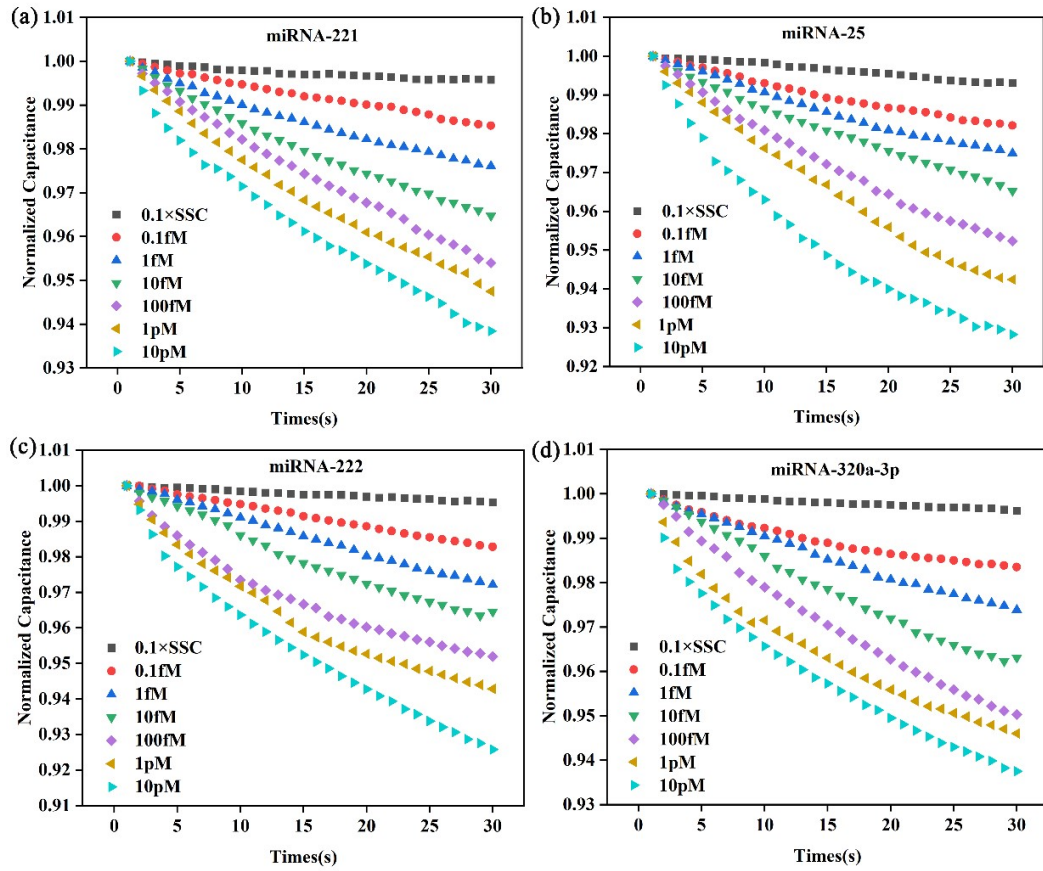 (a)
miRNA-221
1.01
1.00
0.99
0.98
0.97
0.96
0.95
0.94
0.93
Normalized Capacitance
0.1×SSC
0.1fM
1fM
10fM
100fM
1pM
10pM
0 5 10 15 20 25 30
Times(s)
(b)
miRNA-25
1.01
1.00
0.99
0.98
0.97
0.96
0.95
0.94
0.93
0.92
Normalized Capacitance
0.1×SSC
0.1fM
1fM
10fM
100fM
1pM
10pM
0 5 10 15 20 25 30
Times(s)
(c)
miRNA-222
1.01
1.00
0.99
0.98
0.97
0.96
0.95
0.94
0.93
0.92
0.91
Normalized Capacitance
0.1×SSC
0.1fM
1fM
10fM
100fM
1pM
10pM
0 5 10 15 20 25 30
Times(s)
(d)
miRNA-320a-3p
1.01
1.00
0.99
0.98
0.97
0.96
0.95
0.94
0.93
Normalized Capacitance
0.1×SSC
0.1fM
1fM
10fM
100fM
1pM
10pM
0 5 10 15 20 25 30
Times(s)